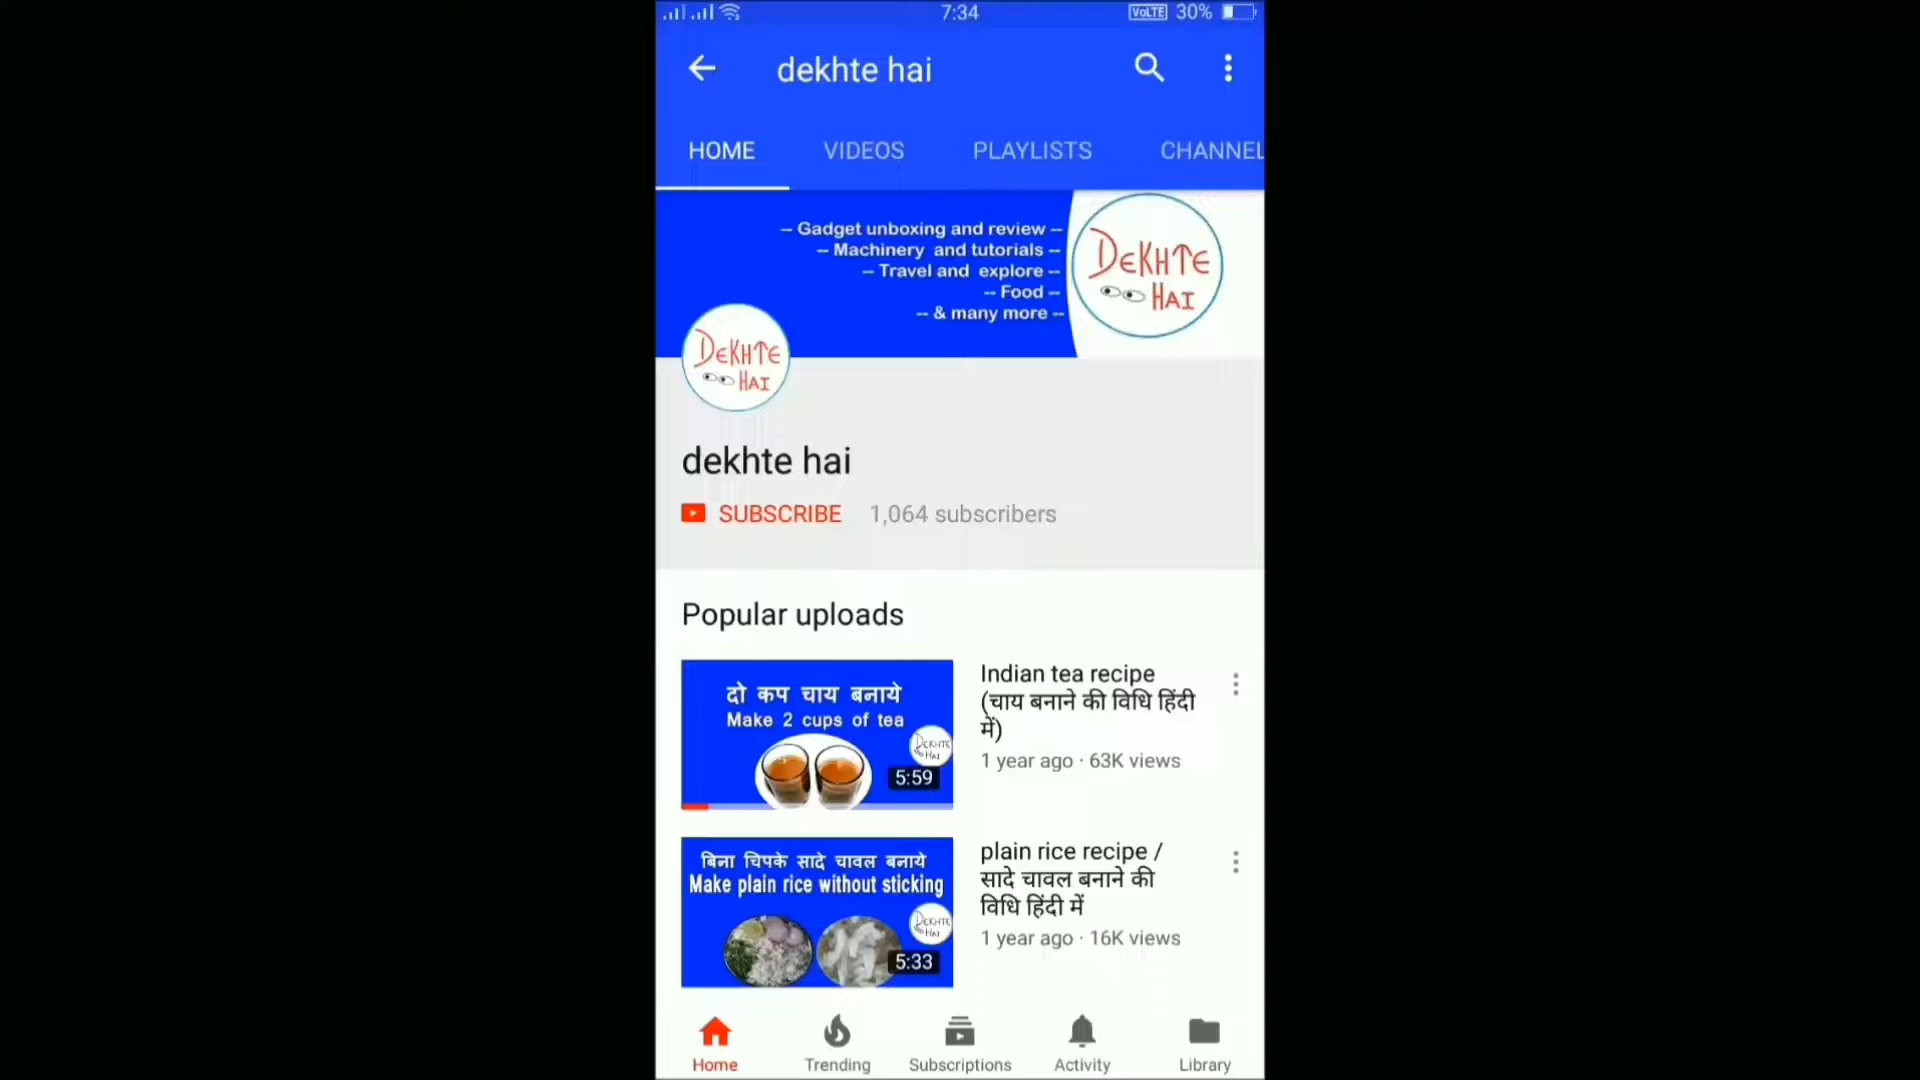 7:34 VoLTE 30%
dekhte hai
HOME VIDEOS PLAYLISTS CHANNEL
-- Gadget unboxing and review --
-- Machinery and tutorials --
-- Travel and explore --
-- Food --
-- & many more --
DEKHTE
HAI
DEKHTE
HAI
dekhte hai
SUBSCRIBE 1,064 subscribers
Popular uploads
दो कप चाय बनाये
Make 2 cups of tea
DEKHTE
HAI
5:59
Indian tea recipe
(चाय बनाने की विधि हिंदी
में)
1 year ago · 63K views
बिना चिपके सादे चावल बनाये
Make plain rice without sticking
DEKHTE
HAI
5:33
plain rice recipe /
सादे चावल बनाने की
विधि हिंदी में
1 year ago · 16K views
Home Trending Subscriptions Activity Library